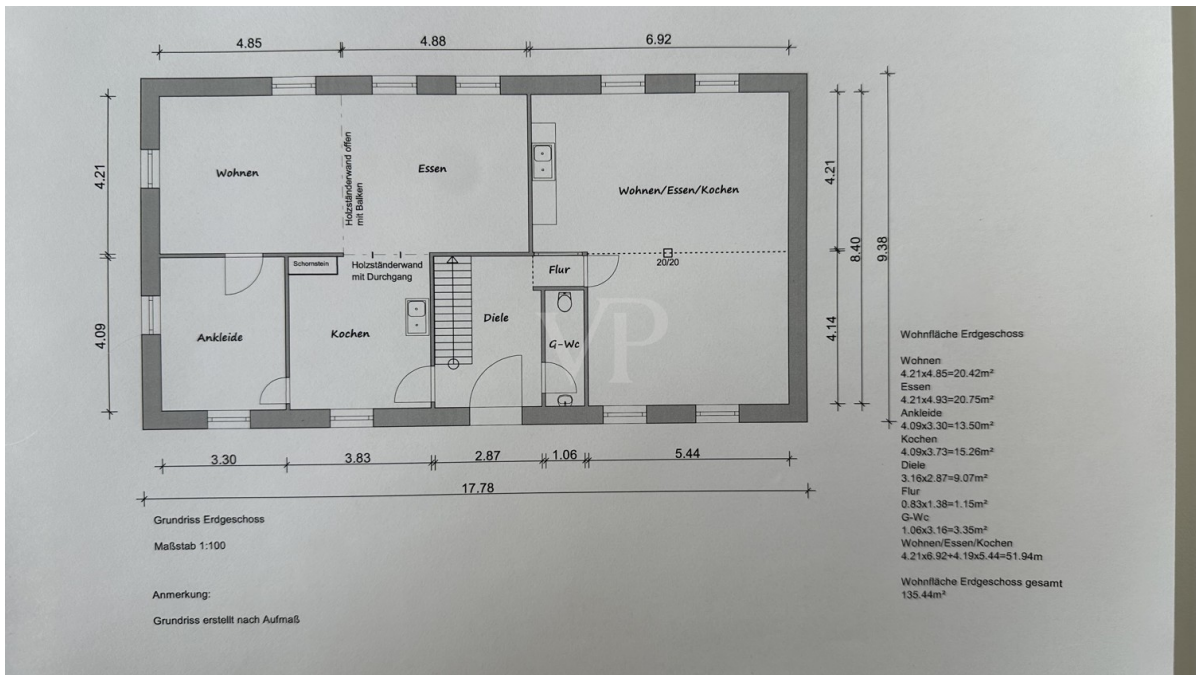 4.85
4.88
6.92
4.21
4.09
Wohnen
Holzständerwand offen
mit Balken
Essen
Wohnen/Essen/Kochen
20/20
Schornstein
Holzständerwand
mit Durchgang
Flur
Ankleide
Kochen
Diele
G-Wc
VP
4.21
4.14
8.40
9.38
3.30
3.83
2.87
1.06
5.44
17.78
Grundriss Erdgeschoss
Maßstab 1:100
Anmerkung:
Grundriss erstellt nach Aufmaß
Wohnfläche Erdgeschoss
Wohnen
4.21x4.85=20.42m²
Essen
4.21x4.93=20.75m²
Ankleide
4.09x3.30=13.50m²
Kochen
4.09x3.73=15.26m²
Diele
3.16x2.87=9.07m²
Flur
0.83x1.38=1.15m²
G-Wc
1.06x3.16=3.35m²
Wohnen/Essen/Kochen
4.21x6.92+4.19x5.44=51.94m
Wohnfläche Erdgeschoss gesamt
135.44m²